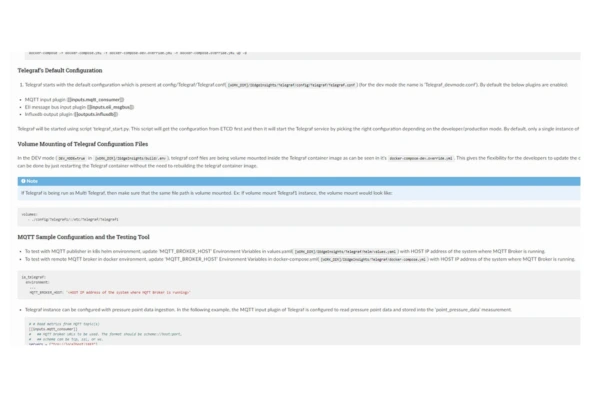 docker-compose -f docker-compose.yml -f docker-compose-dev.override.yml -f docker-compose.override.yml up -d
Telegraf's Default Configuration
1. Telegraf starts with the default configuration which is present at config/Telegraf/Telegraf.conf([WORK_DIR]/IEdgeInsights/Telegraf/config/Telegraf/Telegraf.conf) (for the dev mode the name is 'Telegraf_devmode.conf'). By default the below plugins are enabled:
• MQTT input plugin ([[inputs.mqtt_consumer]])
• EII message bus input plugin ([[inputs.eii_msgbus]])
• Influxdb output plugin ([[outputs.influxdb]])
Telegraf will be started using script 'telegraf_start.py. This script will get the configuration from ETCD first and then it will start the Telegraf service by picking the right configuration depending on the developer/production mode. By default, only a single instance of
Volume Mounting of Telegraf Configuration Files
In the DEV mode (DEV_MODE=true in [WORK_DIR]/IEdgeInsights/build/.env) telegraf conf files are being volume mounted inside the Telegraf container image as can be seen in it's docker-compose-dev.override.yml. This gives the flexibility for the developers to update the c
can be done by just restarting the Telegraf container without the need to rebuilding the telegraf container image.
Note
If Telegraf is being run as Multi Telegraf, then make sure that the same file path is volume mounted. Ex: If volume mount Telegraf1 instance, the volume mount would look like:
volumes:
- ./config/Telegraf1/:/etc/Telegraf/Telegraf1
MQTT Sample Configuration and the Testing Tool
• To test with MQTT publisher in k8s helm environment, update 'MQTT_BROKER_HOST' Environment Variables in values.yaml([WORK_DIR]/IEdgeInsights/Telegraf/helm/values.yaml) with HOST IP address of the system where MQTT Broker is running.
• To test with remote MQTT broker in docker environment, update 'MQTT_BROKER_HOST' Environment Variables in docker-compose.yml([WORK_DIR]/IEdgeInsights/Telegraf/docker-compose.yml) with HOST IP address of the system where MQTT Broker is running.
ia_telegraf:
environment:
...
MQTT_BROKER_HOST: '<HOST IP address of the system where MQTT Broker is running>'
• Telegraf instance can be configured with pressure point data ingestion. In the following example, the MQTT input plugin of Telegraf is configured to read pressure point data and stored into the 'point_pressure_data' measurement.
# # Read metrics from MQTT topic(s)
[[inputs.mqtt_consumer]]
# ## MQTT broker URLs to be used. The format should be scheme://host:port,
# ## schema can be tcp, ssl, or ws.